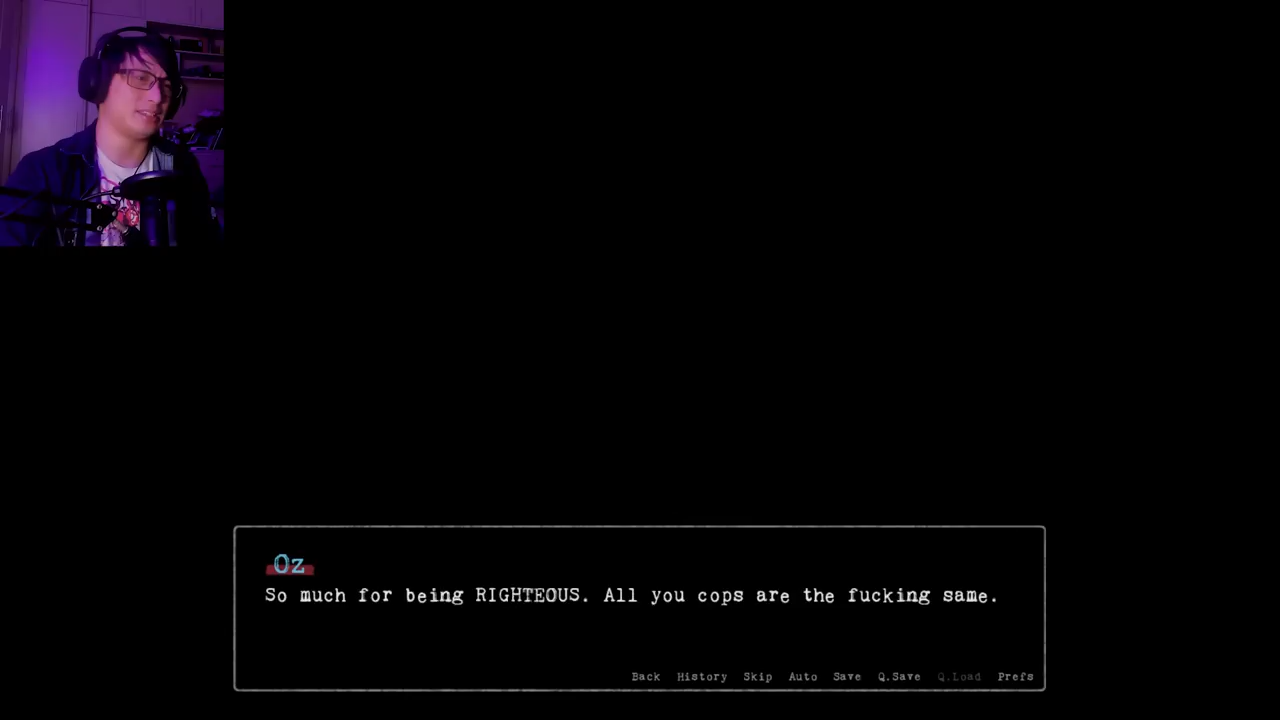 Oz
So much for being RIGHTEOUS. All you cops are the fucking same.
Back History Skip Auto Save Q.Save Q.Load Prefs